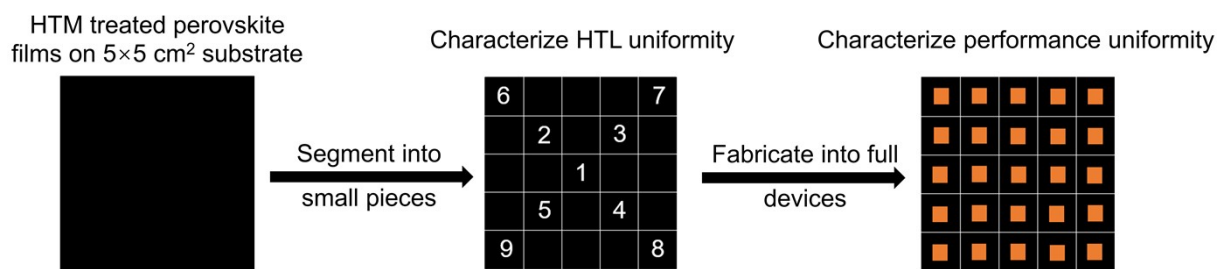 HTM treated perovskite
films on 5×5 cm² substrate
Characterize HTL uniformity
Characterize performance uniformity
Segment into
small pieces
6 7
2 3
1
5 4
9 8
Fabricate into full
devices